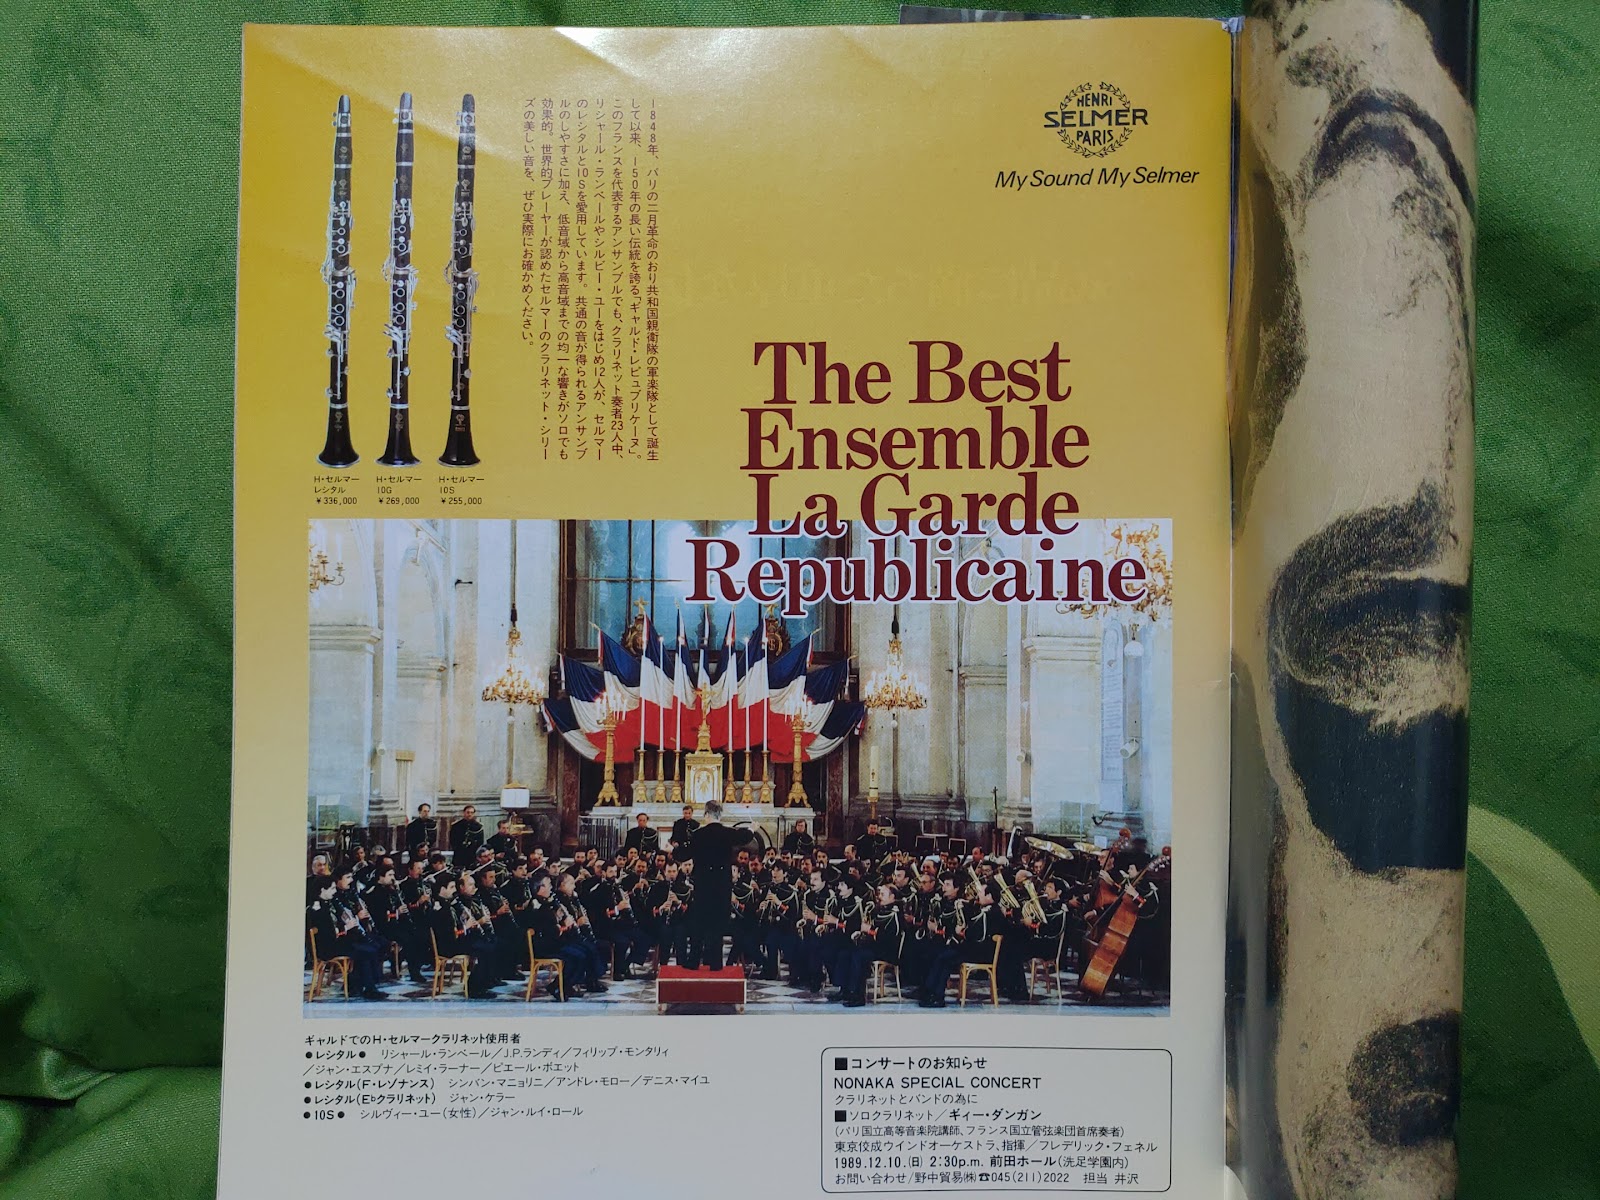 HENRI
SELMER
PARIS
My Sound My Selmer
1848年、パリの二月革命のおり共和国親衛隊の軍楽隊として誕生
して以来、150年の長い伝統を誇る「ギャルド・レピュブリケーヌ」。
このフランスを代表するアンサンブルでも、クラリネット奏者23人中、
リシャール・ランベールやシルビー・ユーをはじめ12人が、セルマー
のレシタルと10Sを愛用しています。共通の音が得られるアンサンブ
ルのしやすさに加え、低音域から高音域までの均一な響きがソロでも
効果的。世界的プレーヤーが認めたセルマーのクラリネット・シリー
ズの美しい音を、ぜひ実際にお確かめください。
H・セルマー
レシタル
¥336,000
H・セルマー
10G
¥269,000
H・セルマー
10S
¥255,000
The Best
Ensemble
La Garde
Republicaine
ギャルドでのH・セルマークラリネット使用者
●レシタル● リシャール・ランベール／J.P.ランディ／フィリップ・モンタリィ
／ジャン・エスプナ／レミイ・ラーナー／ピエール・ボエット
●レシタル(F・レゾナンス) シンバン・マニョリニ／アンドレ・モロー／デニス・マイユ
●レシタル(E♭クラリネット) ジャン・ケラー
●10S● シルヴィー・ユー(女性)／ジャン・ルイ・ロール
■コンサートのお知らせ
NONAKA SPECIAL CONCERT
クラリネットとバンドの為に
■ソロクラリネット／ギィー・ダンガン
(パリ国立高等音楽院講師、フランス国立管弦楽団首席奏者)
東京佼成ウインドオーケストラ、指揮／フレデリック・フェネル
1989.12.10.(日) 2:30p.m. 前田ホール(洗足学園内)
お問い合わせ/野中貿易㈱☎045(211)2022 担当 井沢